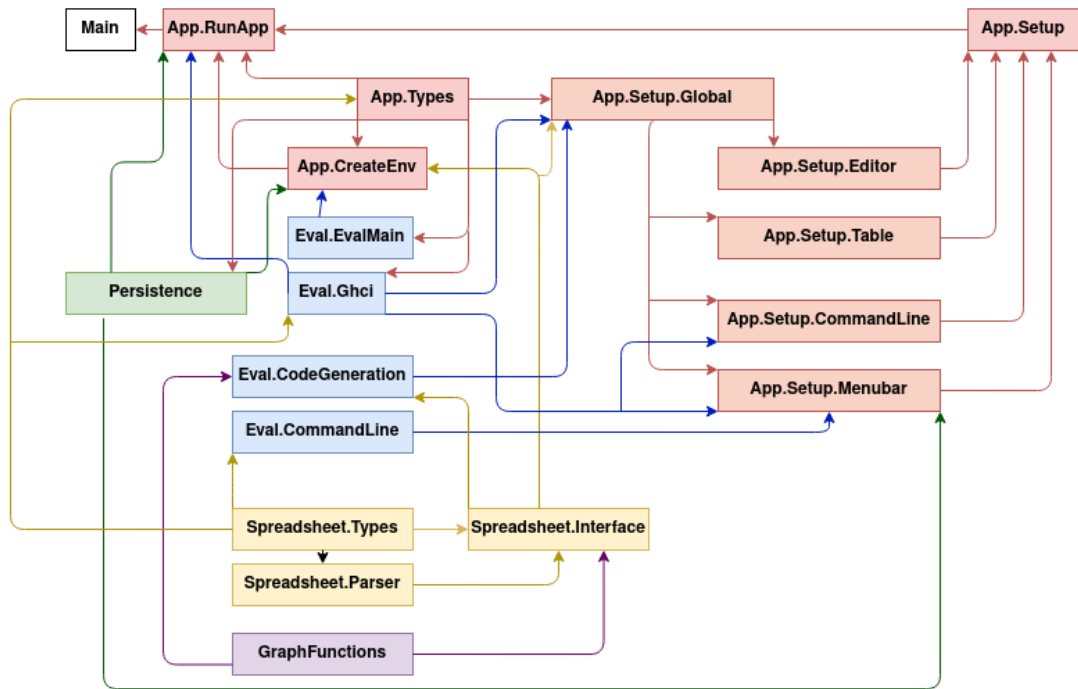 Main
App.RunApp
App.Setup
App.Types
App.Setup.Global
App.CreateEnv
App.Setup.Editor
Eval.EvalMain
App.Setup.Table
Persistence
Eval.Ghci
App.Setup.CommandLine
Eval.CodeGeneration
App.Setup.Menubar
Eval.CommandLine
Spreadsheet.Types
Spreadsheet.Interface
Spreadsheet.Parser
GraphFunctions